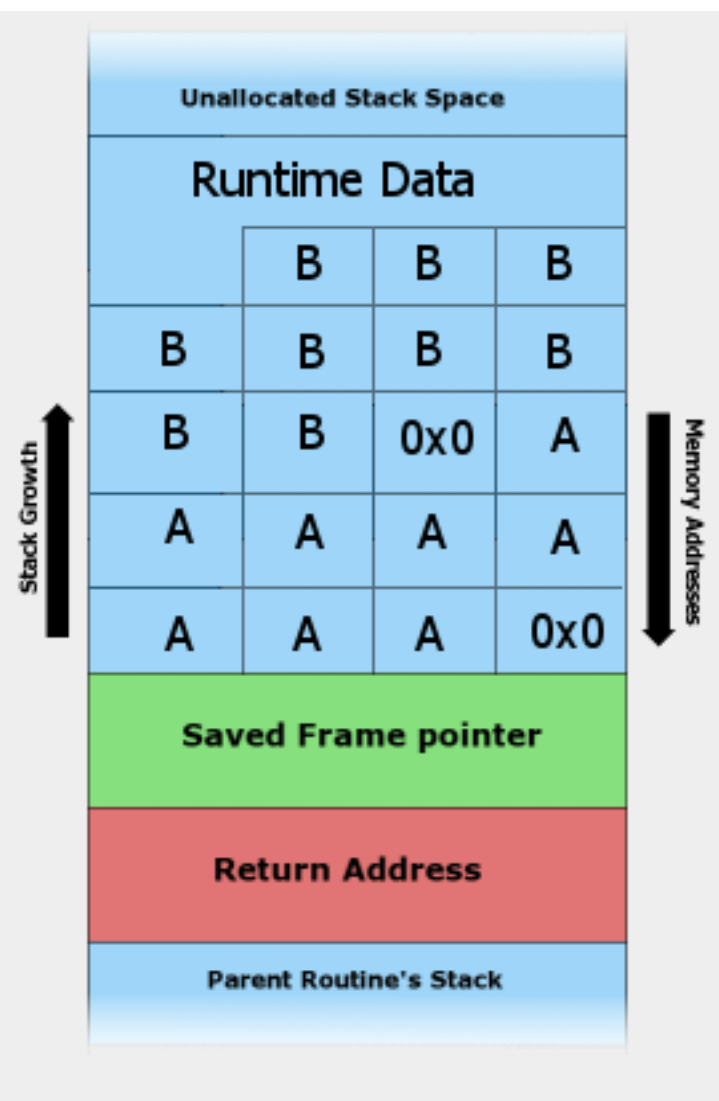 Unallocated Stack Space
Runtime Data
B B B
B B B B
B B 0x0 A
A A A A
A A A 0x0
Stack Growth
Memory Addresses
Saved Frame pointer
Return Address
Parent Routine's Stack